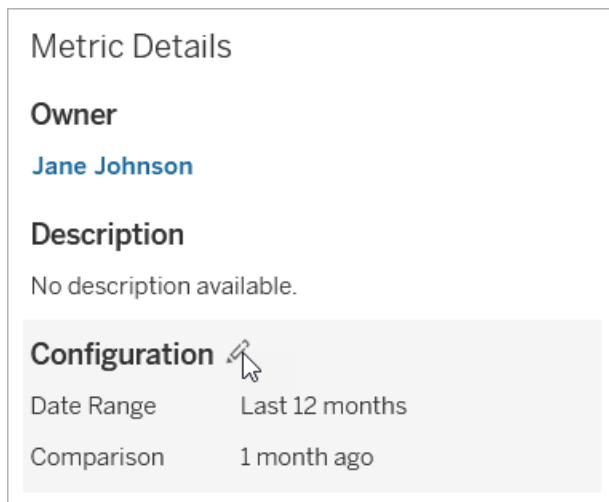 Metric Details
Owner
Jane Johnson
Description
No description available.
Configuration
Date Range Last 12 months
Comparison 1 month ago